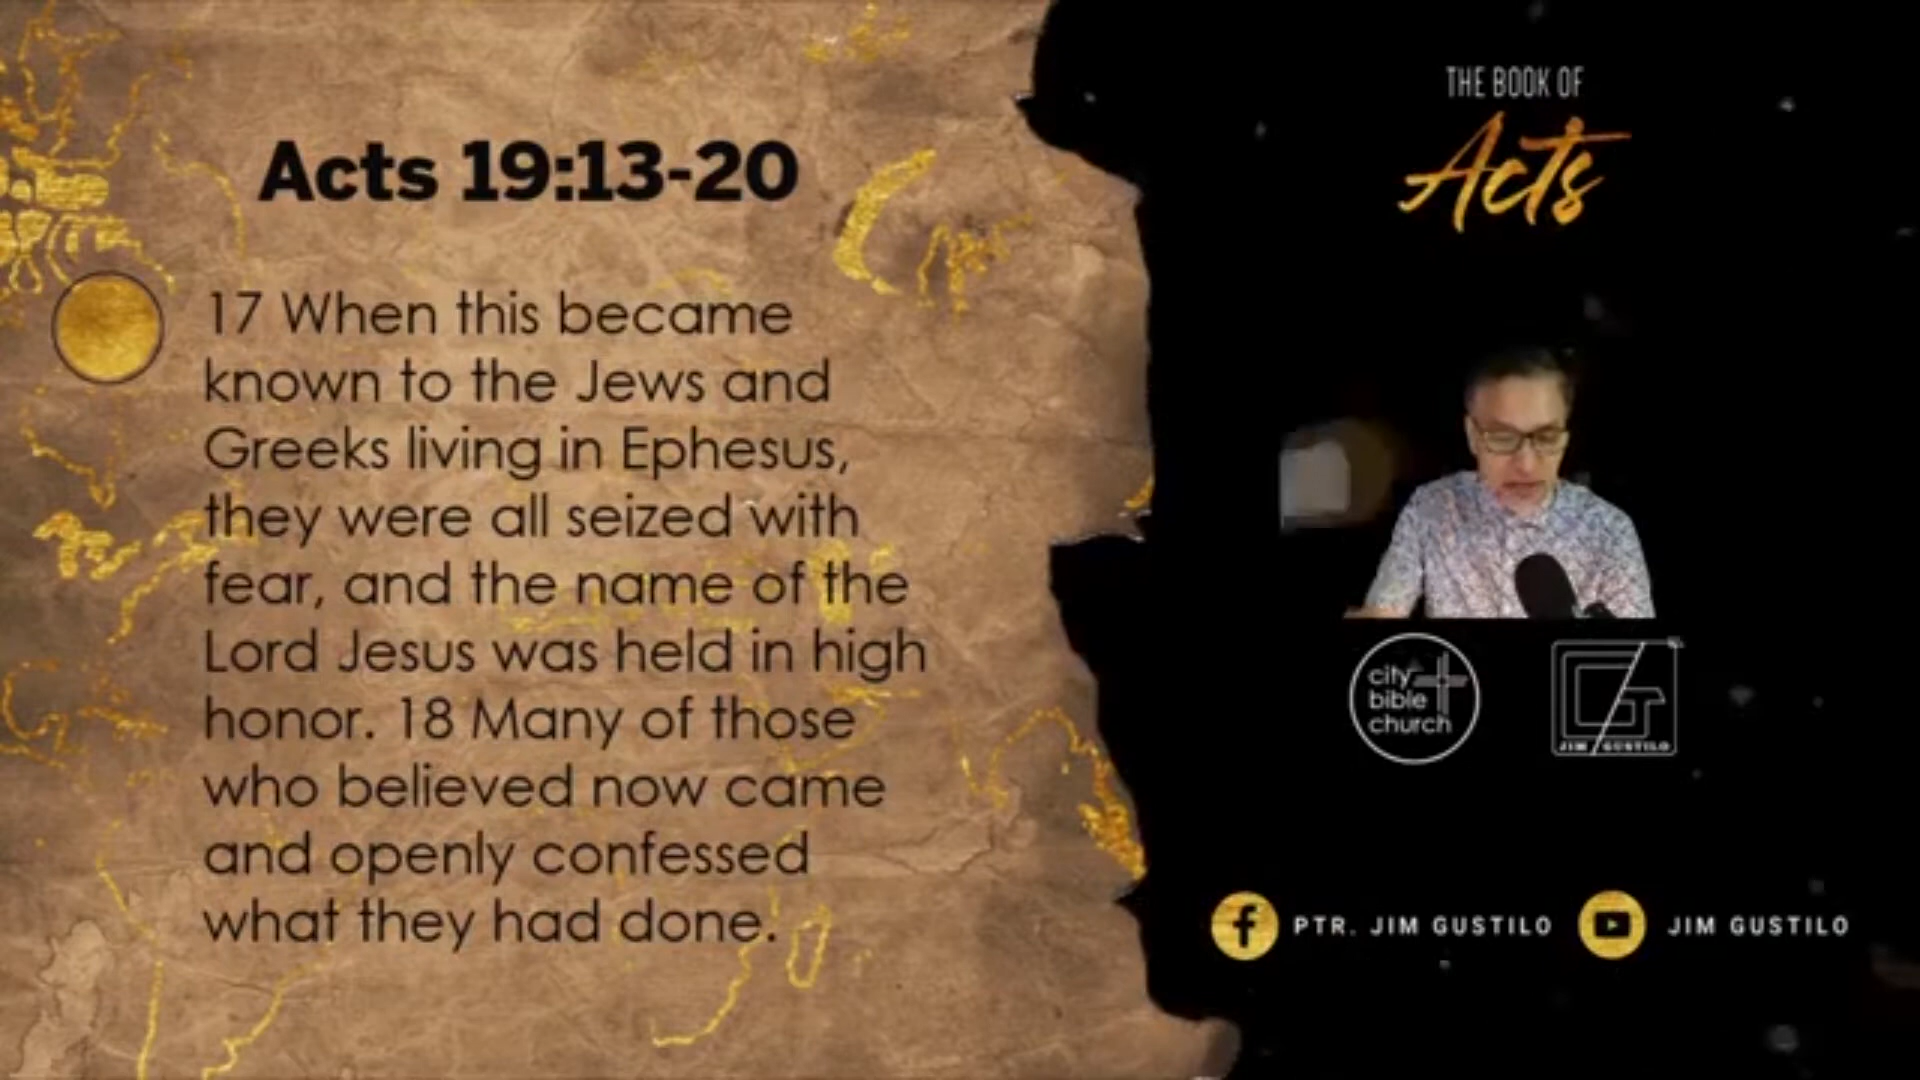 Acts 19:13-20
17 When this became
known to the Jews and
Greeks living in Ephesus,
they were all seized with
fear, and the name of the
Lord Jesus was held in high
honor. 18 Many of those
who believed now came
and openly confessed
what they had done.
THE BOOK OF
Acts
city
bible
church
JIM GUSTILO
PTR. JIM GUSTILO
JIM GUSTILO